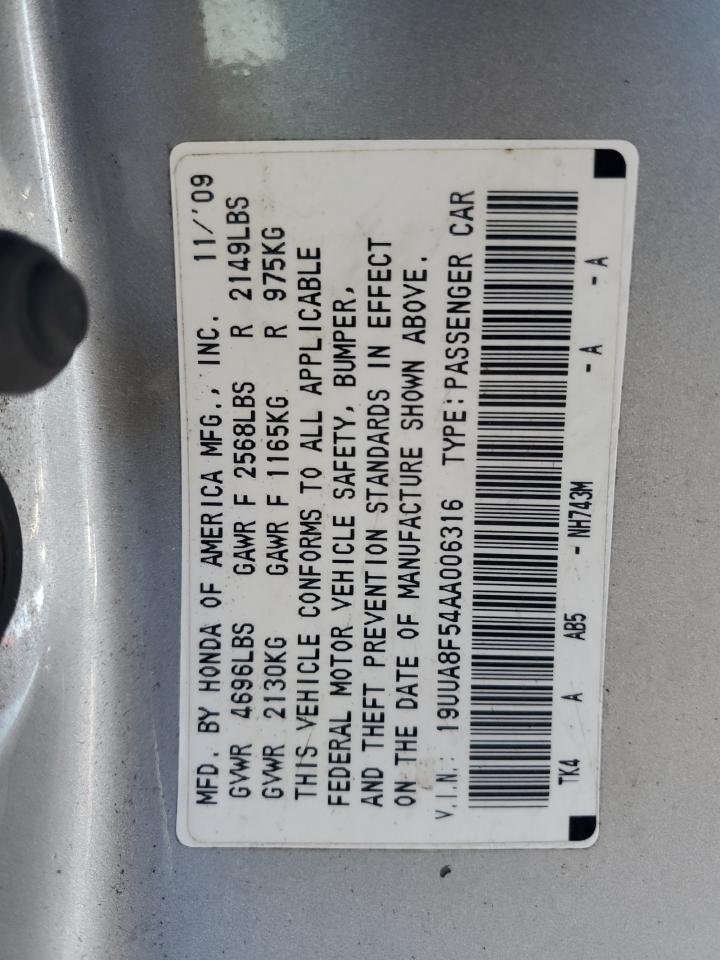 MFD. BY HONDA OF AMERICA MFG., INC. 11/'09
GVWR 4696LBS GAWR F 2568LBS R 2149LBS
GVWR 2130KG GAWR F 1165KG R 975KG
THIS VEHICLE CONFORMS TO ALL APPLICABLE
FEDERAL MOTOR VEHICLE SAFETY, BUMPER,
AND THEFT PREVENTION STANDARDS IN EFFECT
ON THE DATE OF MANUFACTURE SHOWN ABOVE.
V.I.N.: 19UUA8F54AA006316 TYPE:PASSENGER CAR
TK4 A AB5 - NH743M - A - A